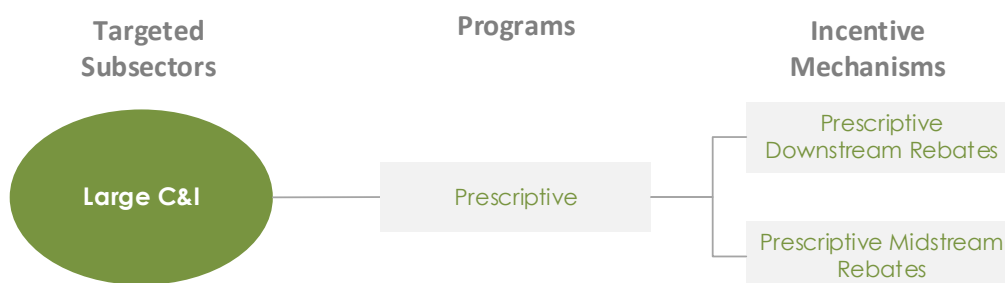 Targeted
Subsectors
Programs
Incentive
Mechanisms
Large C&I
Prescriptive
Prescriptive
Downstream Rebates
Prescriptive Midstream
Rebates